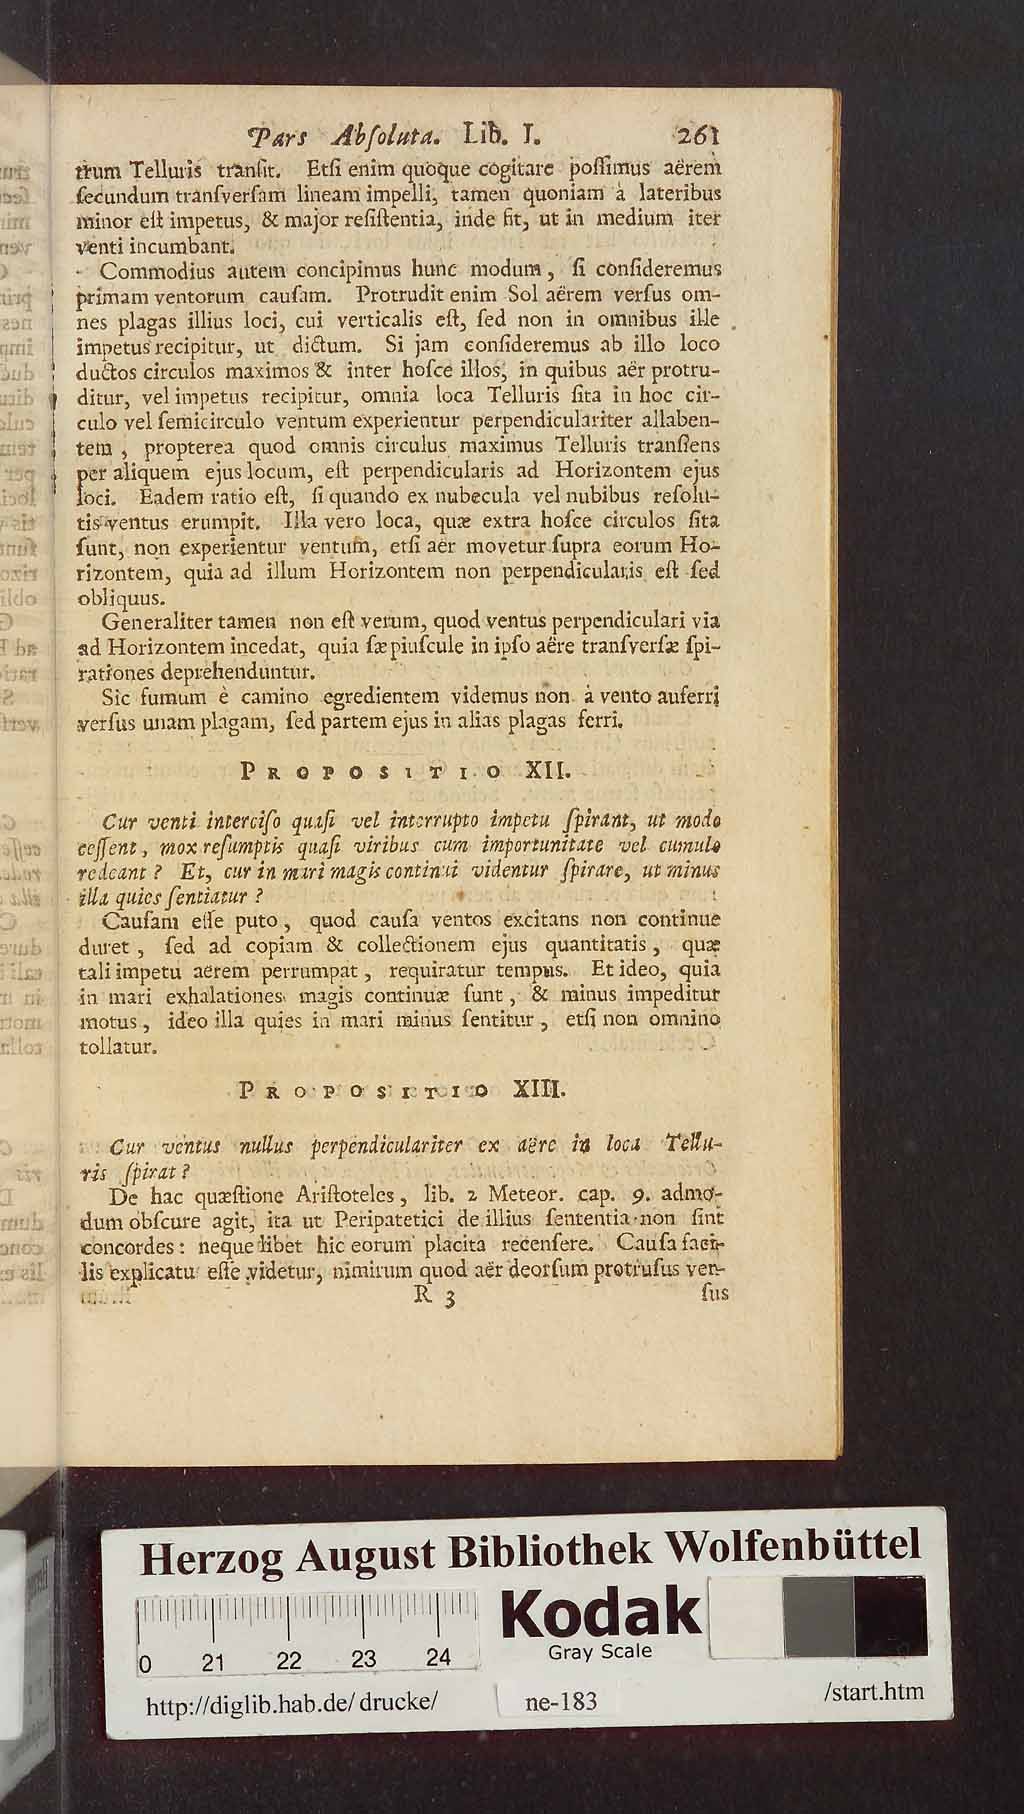 Pars Abſoluta. Lib. I. 261
trum Telluris tranſit. Etſi enim quoque cogitare poſſimus aërem
ſecundum tranſverſam lineam impelli, tamen quoniam à lateribus
minor eſt impetus, & major reſiſtentia, inde fit, ut in medium iter
venti incumbant.
Commodius autem concipimus hunc modum, ſi conſideremus
primam ventorum cauſam. Protrudit enim Sol aërem verſus om-
nes plagas illius loci, cui verticalis eſt, ſed non in omnibus ille
impetus recipitur, ut dictum. Si jam conſideremus ab illo loco
ductos circulos maximos & inter hoſce illos, in quibus aër protru-
ditur, vel impetus recipitur, omnia loca Telluris ſita in hoc cir-
culo vel ſemicirculo ventum experientur perpendiculariter allaben-
tem, propterea quod omnis circulus maximus Telluris tranſiens
per aliquem ejus locum, eſt perpendicularis ad Horizontem ejus
loci. Eadem ratio eſt, ſi quando ex nubecula vel nubibus reſolu-
tis ventus erumpit. Illa vero loca, quæ extra hoſce circulos ſita
ſunt, non experientur ventum, etſi aër movetur ſupra eorum Ho-
rizontem, quia ad illum Horizontem non perpendicularis eſt ſed
obliquus.
Generaliter tamen non eſt verum, quod ventus perpendiculari via
ad Horizontem incedat, quia ſæpiuſcule in ipſo aëre tranſverſæ ſpi-
rationes deprehenduntur.
Sic fumum è camino egredientem videmus non à vento auferri
verſus unam plagam, ſed partem ejus in alias plagas ferri.
PROPOSITIO XII.
Cur venti interciſo quaſi vel interrupto impetu ſpirant, ut modo
ceſſent, mox reſumptis quaſi viribus cum importunitate vel cumulo
redeant? Et, cur in mari magis continui videntur ſpirare, ut minus
illa quies ſentiatur?
Cauſam eſſe puto, quod cauſa ventos excitans non continue
duret, ſed ad copiam & collectionem ejus quantitatis, quæ
tali impetu aërem perrumpat, requiratur tempus. Et ideo, quia
in mari exhalationes magis continuæ ſunt, & minus impeditur
motus, ideo illa quies in mari minus ſentitur, etſi non omnino
tollatur.
PROPOSITIO XIII.
Cur ventus nullus perpendiculariter ex aëre in loca Tellu-
ris ſpirat?
De hac quæſtione Ariſtoteles, lib. 2 Meteor. cap. 9. admo-
dum obſcure agit, ita ut Peripatetici de illius ſententia non ſint
concordes: neque libet hic eorum placita recenſere. Cauſa faci-
lis explicatu eſſe videtur, nimirum quod aër deorſum protruſus ver-
R 3 ſus
Herzog August Bibliothek Wolfenbüttel
Kodak
Gray Scale
0 21 22 23 24
http://diglib.hab.de/drucke/ ne-183 /start.htm